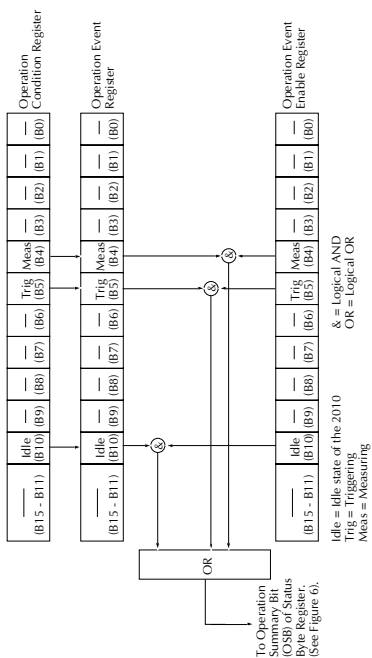 — — Idle — — — — Trig Meas — — — — Operation
(B15 - B11) (B10) (B9) (B8) (B7) (B6) (B5) (B4) (B3) (B2) (B1) (B0) Condition Register
— — Idle — — — — Trig Meas — — — — Operation Event
(B15 - B11) (B10) (B9) (B8) (B7) (B6) (B5) (B4) (B3) (B2) (B1) (B0) Register
& & &
OR
To Operation
Summary Bit
(OSB) of Status
Byte Register.
(See Figure 6).
— — Idle — — — — Trig Meas — — — — Operation Event
(B15 - B11) (B10) (B9) (B8) (B7) (B6) (B5) (B4) (B3) (B2) (B1) (B0) Enable Register
Idle = Idle state of the 2010
Trig = Triggering
Meas = Measuring
& = Logical AND
OR = Logical OR